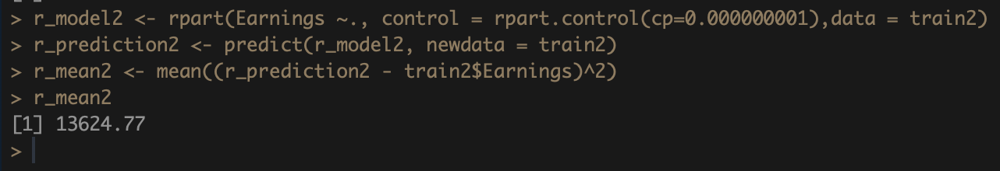 > r_model2 <- rpart(Earnings ~., control = rpart.control(cp=0.000000001),data = train2)
> r_prediction2 <- predict(r_model2, newdata = train2)
> r_mean2 <- mean((r_prediction2 - train2$Earnings)^2)
> r_mean2
[1] 13624.77
>